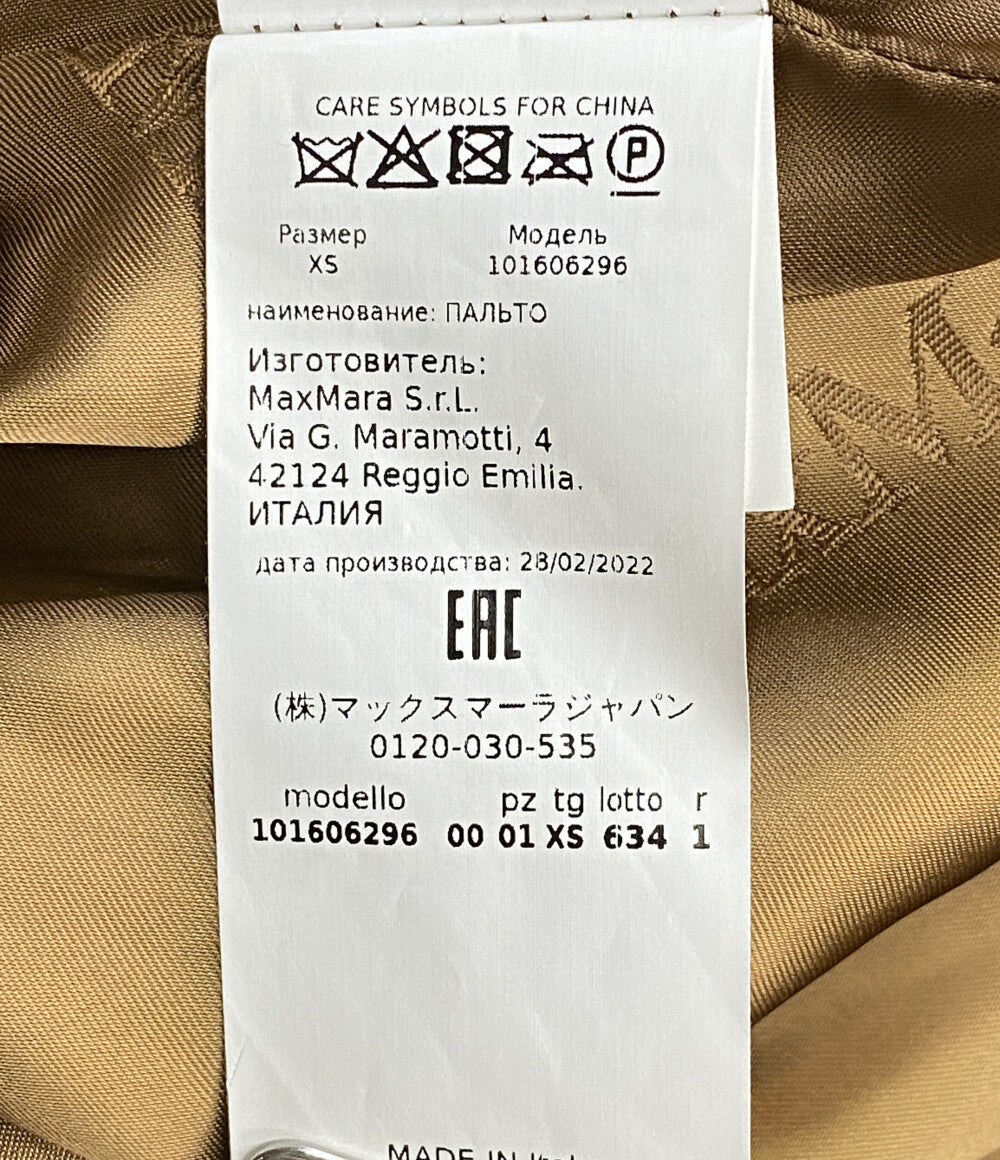 CARE SYMBOLS FOR CHINA
P
Размер Модель
XS 101606296
наименование: ПАЛЬТО
Изготовитель:
MaxMara S.r.L.
Via G. Maramotti, 4
42124 Reggio Emilia.
ИТАЛИЯ
дата производства: 28/02/2022
EAC
(株)マックスマーラジャパン
0120-030-535
modello pz tg lotto r
101606296 00 01 XS 634 1
MADE IN